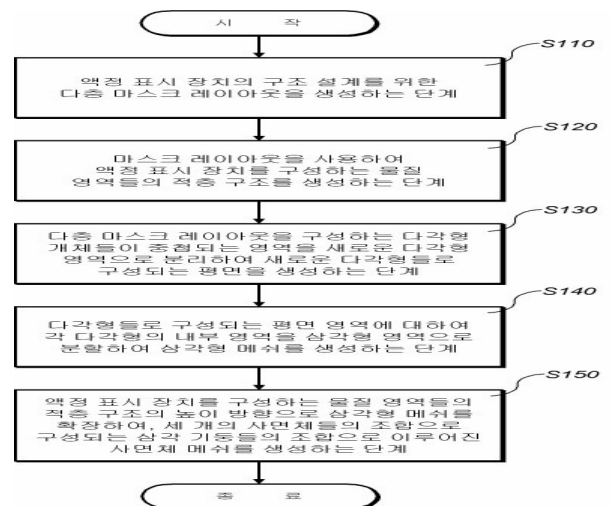 시 작
S110
액정 표시 장치의 구조 설계를 위한
다층 마스크 레이아웃을 생성하는 단계
S120
마스크 레이아웃을 사용하여
액정 표시 장치를 구성하는 물질
영역들의 적층 구조를 생성하는 단계
S130
다층 마스크 레이아웃을 구성하는 다각형
개체들이 중첩되는 영역을 새로운 다각형
영역으로 분리하여 새로운 다각형들로
구성되는 평면을 생성하는 단계
S140
다각형들로 구성되는 평면 영역에 대하여
각 다각형의 내부 영역을 삼각형 영역으로
분할하여 삼각형 메쉬를 생성하는 단계
S150
액정 표시 장치를 구성하는 물질 영역들의
적층 구조의 높이 방향으로 삼각형 메쉬를
확장하여, 세 개의 사면체들의 조합으로
구성되는 삼각 기둥들의 조합으로 이루어진
사면체 메쉬를 생성하는 단계
종 료